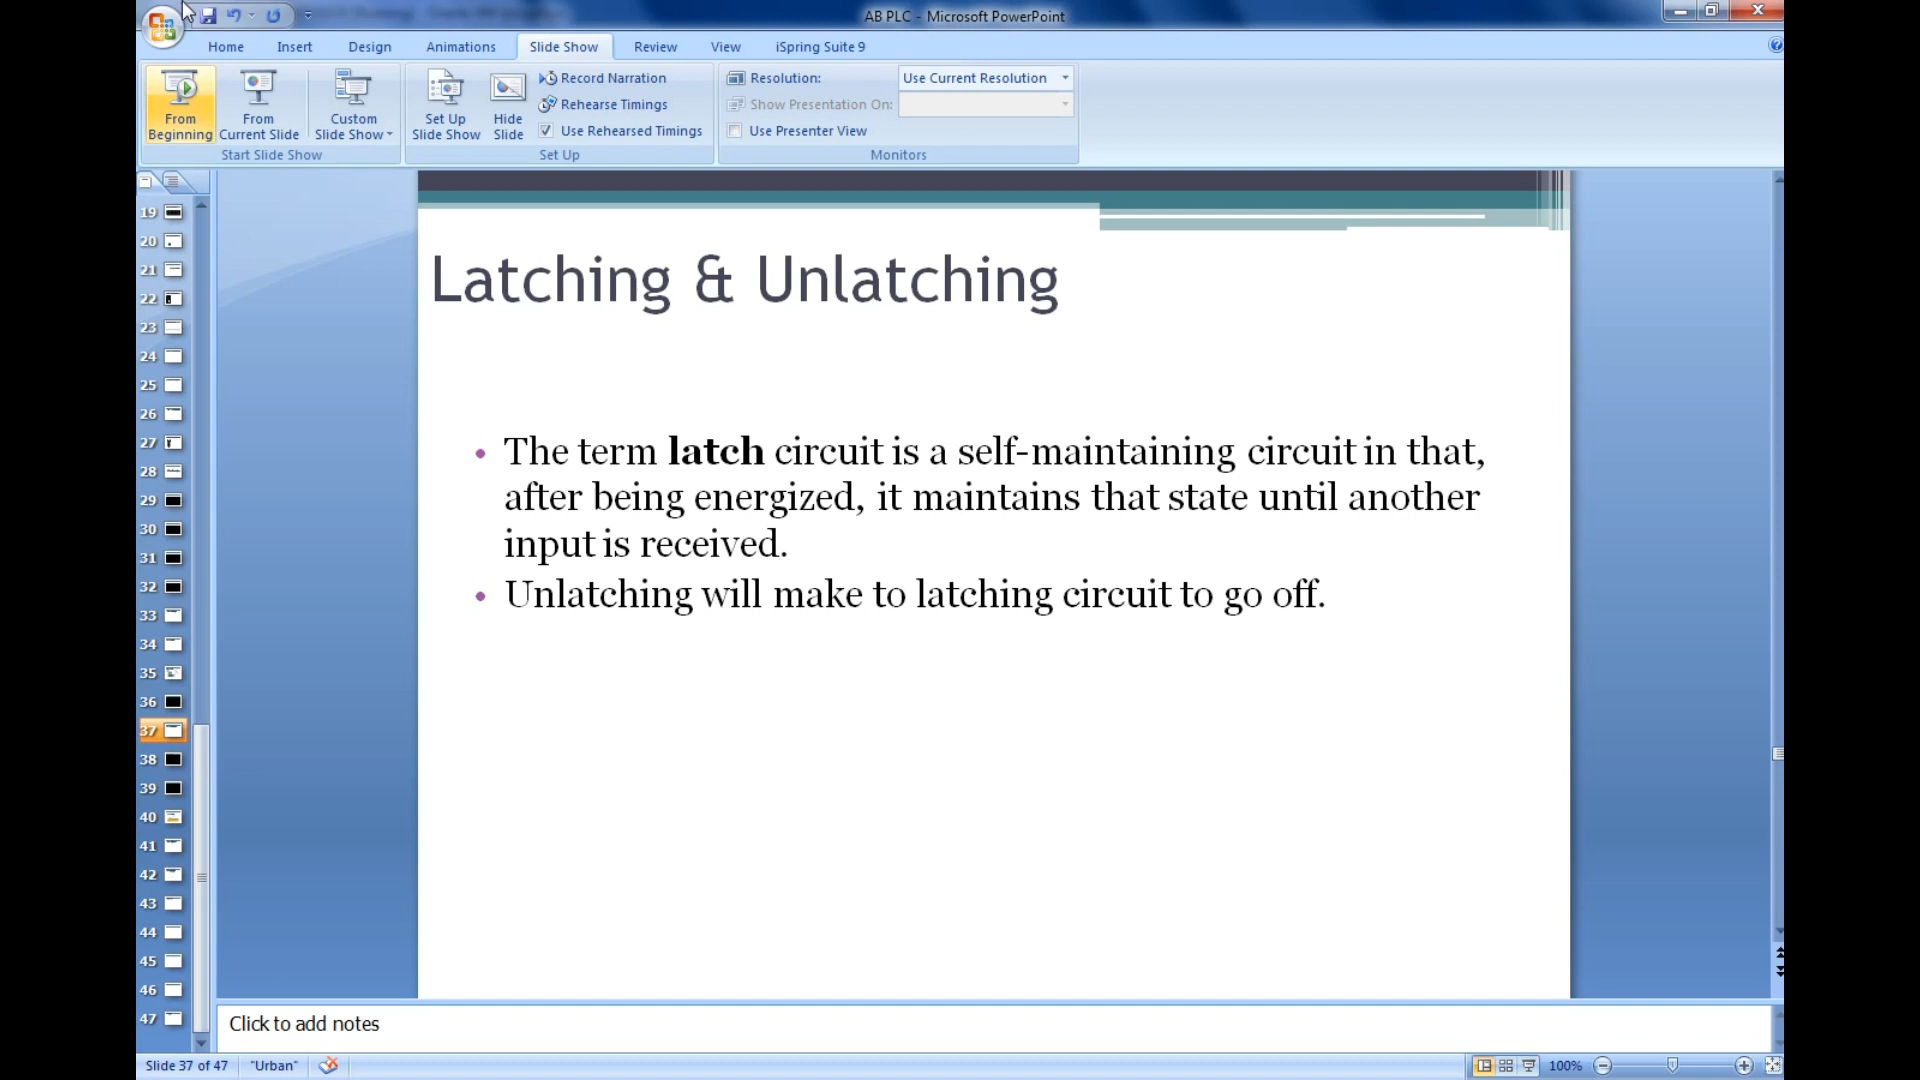 AB PLC - Microsoft PowerPoint
Home Insert Design Animations Slide Show Review View iSpring Suite 9
From Beginning
From Current Slide
Custom Slide Show
Start Slide Show
Set Up Slide Show
Hide Slide
Record Narration
Rehearse Timings
Use Rehearsed Timings
Set Up
Resolution: Use Current Resolution
Show Presentation On:
Use Presenter View
Monitors
19
20
21
22
23
24
25
26
27
28
29
30
31
32
33
34
35
36
37
38
39
40
41
42
43
44
45
46
47
Latching & Unlatching
• The term latch circuit is a self-maintaining circuit in that,
after being energized, it maintains that state until another
input is received.
• Unlatching will make to latching circuit to go off.
Click to add notes
Slide 37 of 47 "Urban" 100%